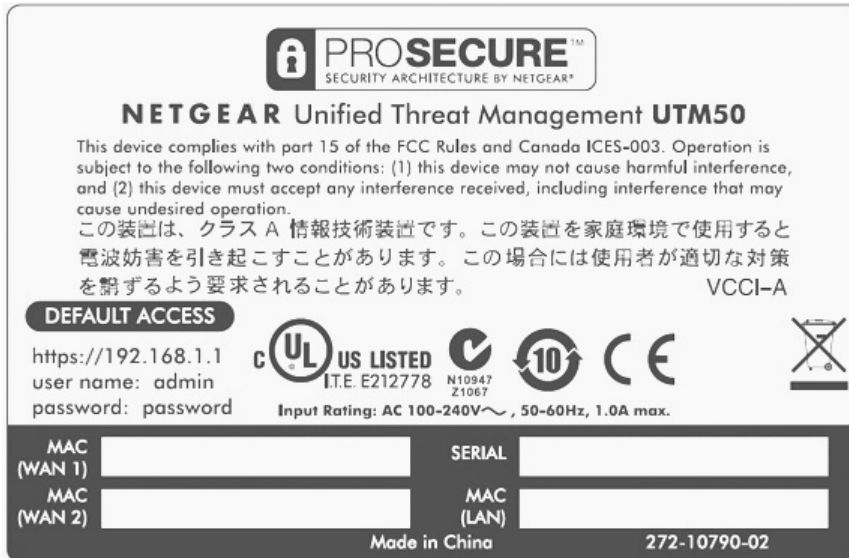 PROSECURE™
SECURITY ARCHITECTURE BY NETGEAR®
NETGEAR Unified Threat Management UTM50
This device complies with part 15 of the FCC Rules and Canada ICES-003. Operation is
subject to the following two conditions: (1) this device may not cause harmful interference,
and (2) this device must accept any interference received, including interference that may
cause undesired operation.
この装置は、クラス A 情報技術装置です。この装置を家庭環境で使用すると
電波妨害を引き起こすことがあります。この場合には使用者が適切な対策
を講ずるよう要求されることがあります。 VCCI-A
DEFAULT ACCESS
https://192.168.1.1
user name: admin
password: password
C UL US LISTED
I.T.E. E212778
N10947
Z1067
10
CE
Input Rating: AC 100-240V～, 50-60Hz, 1.0A max.
MAC
(WAN 1)
SERIAL
MAC
(WAN 2)
MAC
(LAN)
Made in China 272-10790-02